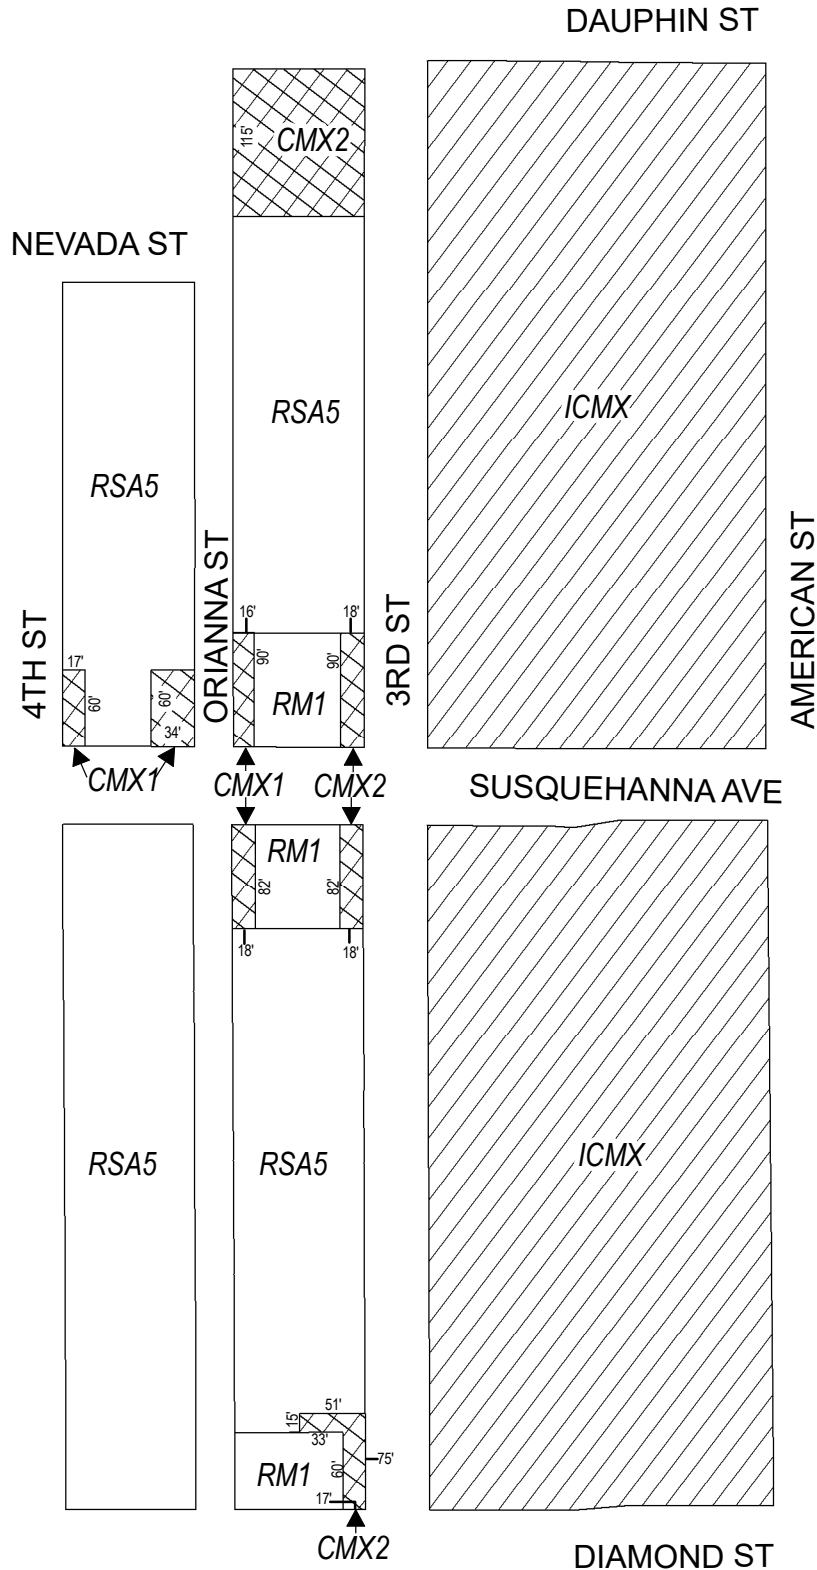 DAUPHIN ST
115'
CMX2
NEVADA ST
RSA5
ICMX
RSA5
AMERICAN ST
ORIANNA ST
3RD ST
4TH ST
16'
18'
17'
90'
90'
60'
60'
34'
RM1
CMX1
CMX1
CMX2
SUSQUEHANNA AVE
RM1
82'
82'
18'
18'
RSA5
RSA5
ICMX
51'
15'
33'
75'
RM1
60'
17'
CMX2
DIAMOND ST